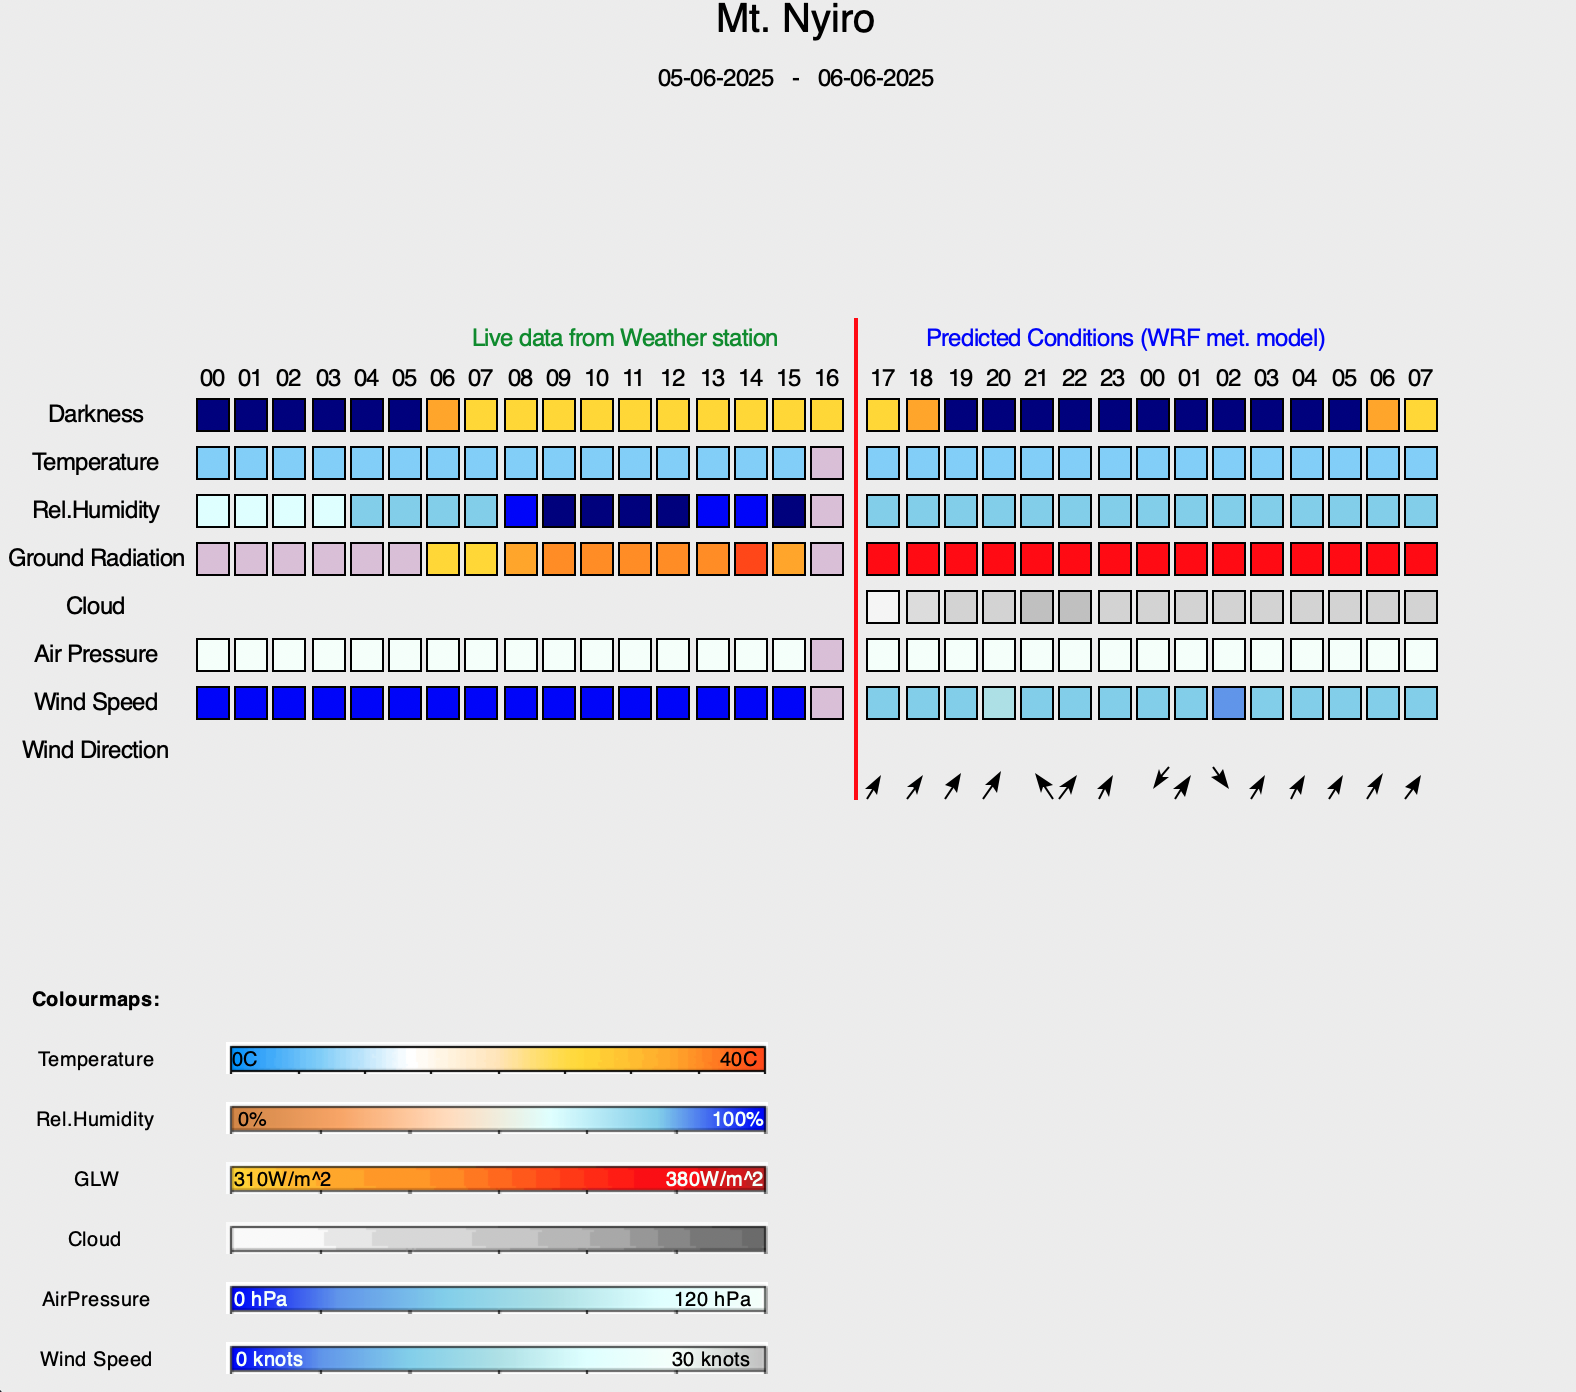 Mt. Nyiro
05-06-2025 - 06-06-2025
Live data from Weather station
Predicted Conditions (WRF met. model)
00 01 02 03 04 05 06 07 08 09 10 11 12 13 14 15 16 17 18 19 20 21 22 23 00 01 02 03 04 05 06 07
Darkness
Temperature
Rel.Humidity
Ground Radiation
Cloud
Air Pressure
Wind Speed
Wind Direction
Colourmaps:
Temperature 0C 40C
Rel.Humidity 0% 100%
GLW 310W/m^2 380W/m^2
Cloud
AirPressure 0 hPa 120 hPa
Wind Speed 0 knots 30 knots